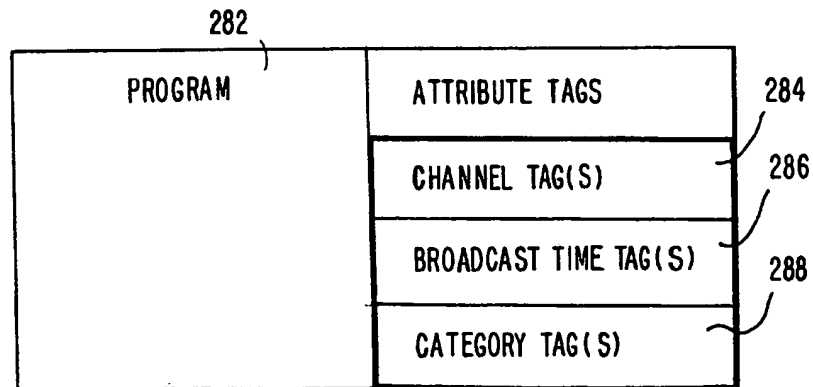 282
PROGRAM
ATTRIBUTE TAGS
284
CHANNEL TAG(S)
286
BROADCAST TIME TAG(S)
288
CATEGORY TAG(S)